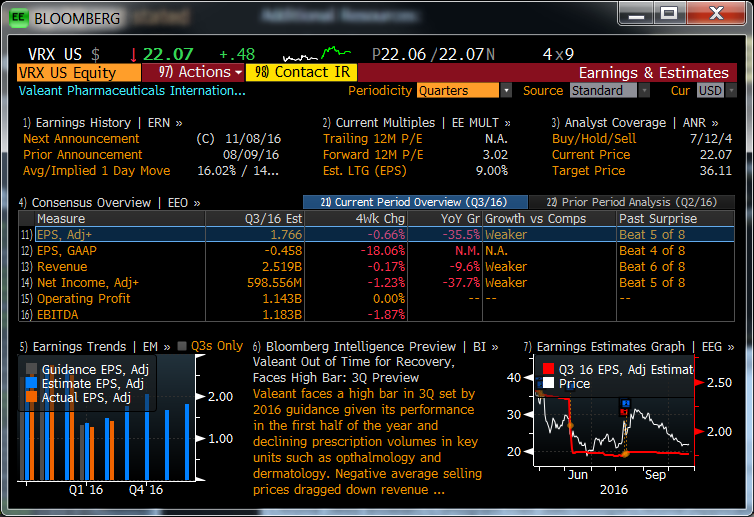 stated Additional Resources:
BLOOMBERG
VRX US $ ↓ 22.07 +.48 P22.06 / 22.07N 4 x 9
VRX US Equity 97) Actions 98) Contact IR Earnings & Estimates
Valeant Pharmaceuticals Internation... Periodicity Quarters Source Standard Cur USD
1) Earnings History | ERN » 2) Current Multiples | EE MULT » 3) Analyst Coverage | ANR »
Next Announcement (C) 11/08/16 Trailing 12M P/E N.A. Buy/Hold/Sell 7/12/4
Prior Announcement 08/09/16 Forward 12M P/E 3.02 Current Price 22.07
Avg/Implied 1 Day Move 16.02% / 14... Est. LTG (EPS) 9.00% Target Price 36.11
4) Consensus Overview | EEO » 21) Current Period Overview (Q3/16) 22) Prior Period Analysis (Q2/16)
Measure Q3/16 Est 4Wk Chg YoY Gr Growth vs Comps Past Surprise
11) EPS, Adj+ 1.766 -0.66% -35.5% Weaker Beat 5 of 8
12) EPS, GAAP -0.458 -18.06% N.M. N.A. Beat 4 of 8
13) Revenue 2.519B -0.17% -9.6% Weaker Beat 6 of 8
14) Net Income, Adj+ 598.556M -1.23% -37.7% Weaker Beat 5 of 8
15) Operating Profit 1.143B 0.00% -- -- --
16) EBITDA 1.183B -1.87%
5) Earnings Trends | EM » Q3s Only 6) Bloomberg Intelligence Preview | BI » 7) Earnings Estimates Graph | EEG »
Guidance EPS, Adj
Estimate EPS, Adj
Actual EPS, Adj
2.00
1.00
Q1 16 Q4 16
Valeant Out of Time for Recovery,
Faces High Bar: 3Q Preview
Valeant faces a high bar in 3Q set by
2016 guidance given its performance
in the first half of the year and
declining prescription volumes in key
units such as opthalmology and
dermatology. Negative average selling
prices dragged down revenue ...
Q3 16 EPS, Adj Estimat
Price
40
30
20
2.50
2.00
Jun Sep
2016